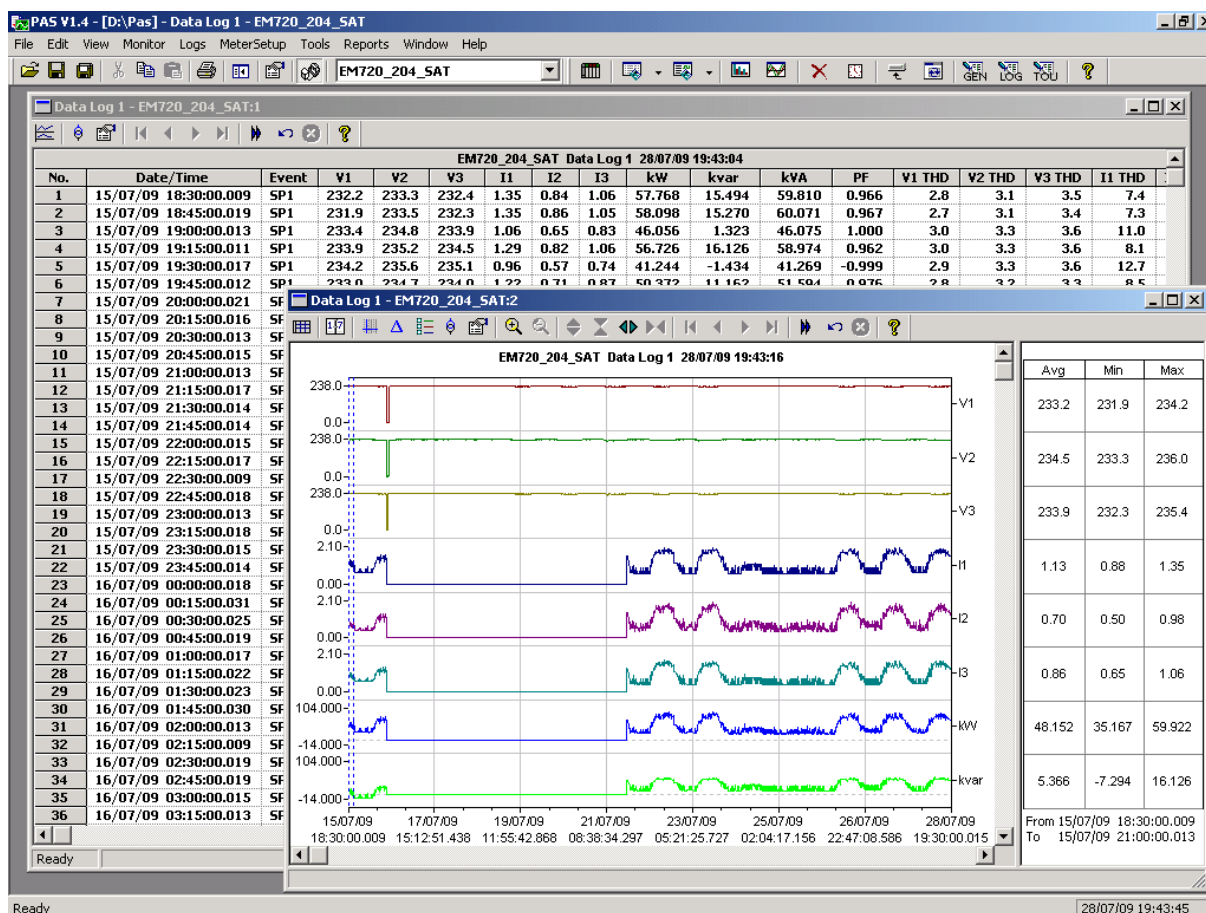 PAS V1.4 - [D:\Pas] - Data Log 1 - EM720_204_SAT
File Edit View Monitor Logs MeterSetup Tools Reports Window Help
EM720_204_SAT GEN LOG TOU
Data Log 1 - EM720_204_SAT:1
EM720_204_SAT Data Log 1 28/07/09 19:43:04
No. Date/Time Event V1 V2 V3 I1 I2 I3 kW kvar kVA PF V1 THD V2 THD V3 THD I1 THD
1 15/07/09 18:30:00.009 SP1 232.2 233.3 232.4 1.35 0.84 1.06 57.768 15.494 59.810 0.966 2.8 3.1 3.5 7.4
2 15/07/09 18:45:00.019 SP1 231.9 233.5 232.3 1.35 0.86 1.05 58.098 15.270 60.071 0.967 2.7 3.1 3.4 7.3
3 15/07/09 19:00:00.013 SP1 233.4 234.8 233.9 1.06 0.65 0.83 46.056 1.323 46.075 1.000 3.0 3.3 3.6 11.0
4 15/07/09 19:15:00.011 SP1 233.9 235.2 234.5 1.29 0.82 1.06 56.726 16.126 58.974 0.962 3.0 3.3 3.6 8.1
5 15/07/09 19:30:00.017 SP1 234.2 235.6 235.1 0.96 0.57 0.74 41.244 -1.434 41.269 -0.999 2.9 3.3 3.6 12.7
6 15/07/09 19:45:00.012 SP1 233.0 234.7 234.0 1.22 0.71 0.87 50.372 11.162 51.594 0.976 2.8 3.2 3.3 8.5
7 15/07/09 20:00:00.021
8 15/07/09 20:15:00.016
9 15/07/09 20:30:00.013
10 15/07/09 20:45:00.015
11 15/07/09 21:00:00.013
12 15/07/09 21:15:00.017
13 15/07/09 21:30:00.014
14 15/07/09 21:45:00.014
15 15/07/09 22:00:00.015
16 15/07/09 22:15:00.017
17 15/07/09 22:30:00.009
18 15/07/09 22:45:00.018
19 15/07/09 23:00:00.013
20 15/07/09 23:15:00.018
21 15/07/09 23:30:00.015
22 15/07/09 23:45:00.014
23 16/07/09 00:00:00.018
24 16/07/09 00:15:00.031
25 16/07/09 00:30:00.025
26 16/07/09 00:45:00.019
27 16/07/09 01:00:00.017
28 16/07/09 01:15:00.022
29 16/07/09 01:30:00.023
30 16/07/09 01:45:00.030
31 16/07/09 02:00:00.013
32 16/07/09 02:15:00.009
33 16/07/09 02:30:00.019
34 16/07/09 02:45:00.019
35 16/07/09 03:00:00.015
36 16/07/09 03:15:00.013
Ready
Data Log 1 - EM720_204_SAT:2
EM720_204_SAT Data Log 1 28/07/09 19:43:16
Avg Min Max
238.0
V1 233.2 231.9 234.2
0.0
238.0
V2 234.5 233.3 236.0
0.0
238.0
V3 233.9 232.3 235.4
0.0
2.10
I1 1.13 0.88 1.35
0.00
2.10
I2 0.70 0.50 0.98
0.00
2.10
I3 0.86 0.65 1.06
0.00
104.000
kW 48.152 35.167 59.922
-14.000
104.000
kvar 5.366 -7.294 16.126
-14.000
15/07/09 17/07/09 19/07/09 21/07/09 23/07/09 25/07/09 26/07/09 28/07/09
18:30:00.009 15:12:51.438 11:55:42.868 08:38:34.297 05:21:25.727 02:04:17.156 22:47:08.586 19:30:00.015
From 15/07/09 18:30:00.009
To 15/07/09 21:00:00.013
Ready 28/07/09 19:43:45